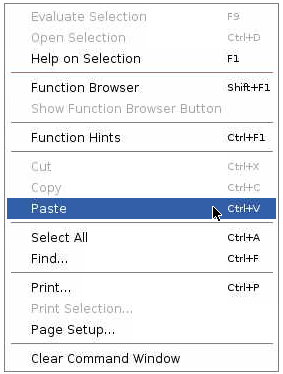 Evaluate Selection F9
Open Selection Ctrl+D
Help on Selection F1
Function Browser Shift+F1
Show Function Browser Button
Function Hints Ctrl+F1
Cut Ctrl+X
Copy Ctrl+C
Paste Ctrl+V
Select All Ctrl+A
Find... Ctrl+F
Print... Ctrl+P
Print Selection...
Page Setup...
Clear Command Window